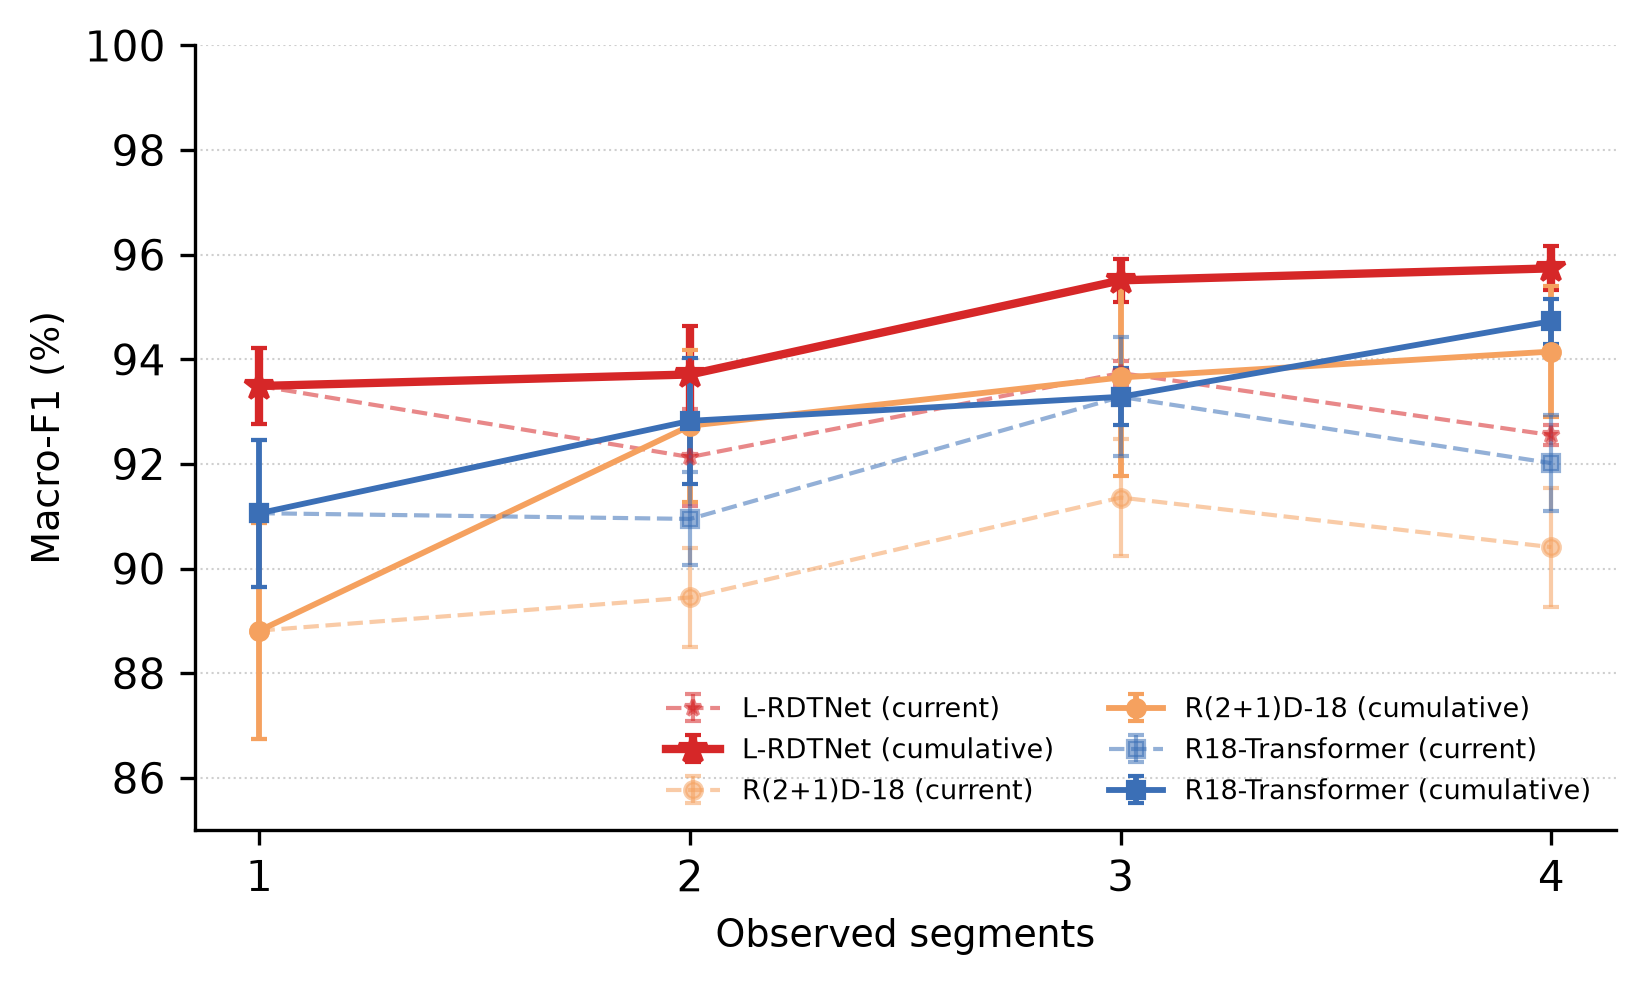 100
98
96
94
92
90
88
86
Macro-F1 (%)
L-RDTNet (current)
L-RDTNet (cumulative)
R(2+1)D-18 (current)
R(2+1)D-18 (cumulative)
R18-Transformer (current)
R18-Transformer (cumulative)
1 2 3 4
Observed segments